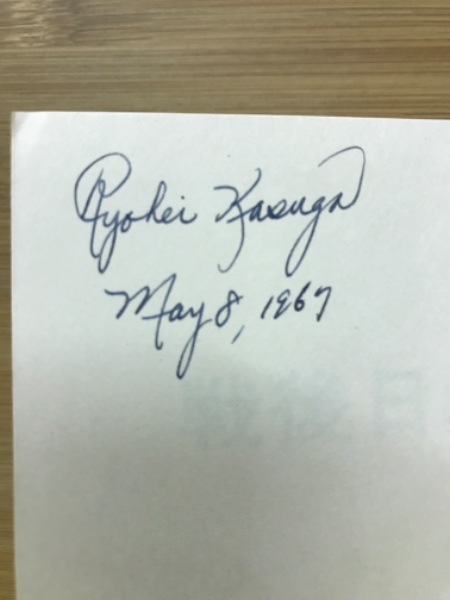 Ryohei Kasuga
May 8, 1967